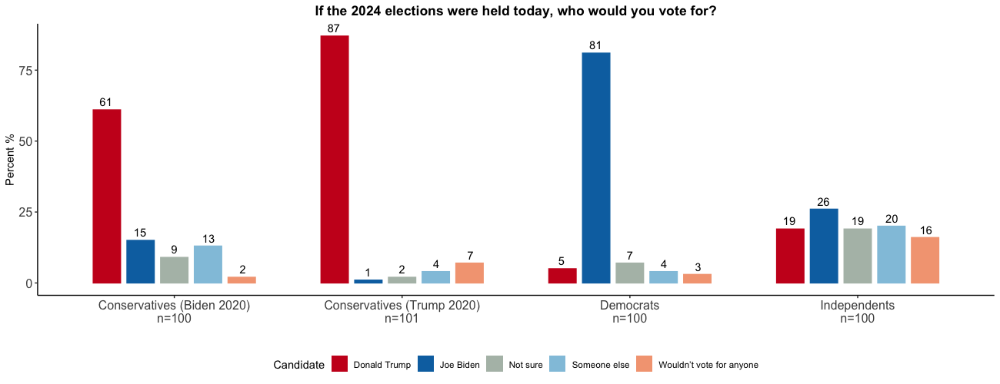 If the 2024 elections were held today, who would you vote for?
Percent %
75
50
25
0
61
15
9
13
2
87
1
2
4
7
5
81
7
4
3
19
26
19
20
16
Conservatives (Biden 2020)
n=100
Conservatives (Trump 2020)
n=101
Democrats
n=100
Independents
n=100
Candidate Donald Trump Joe Biden Not sure Someone else Wouldn't vote for anyone